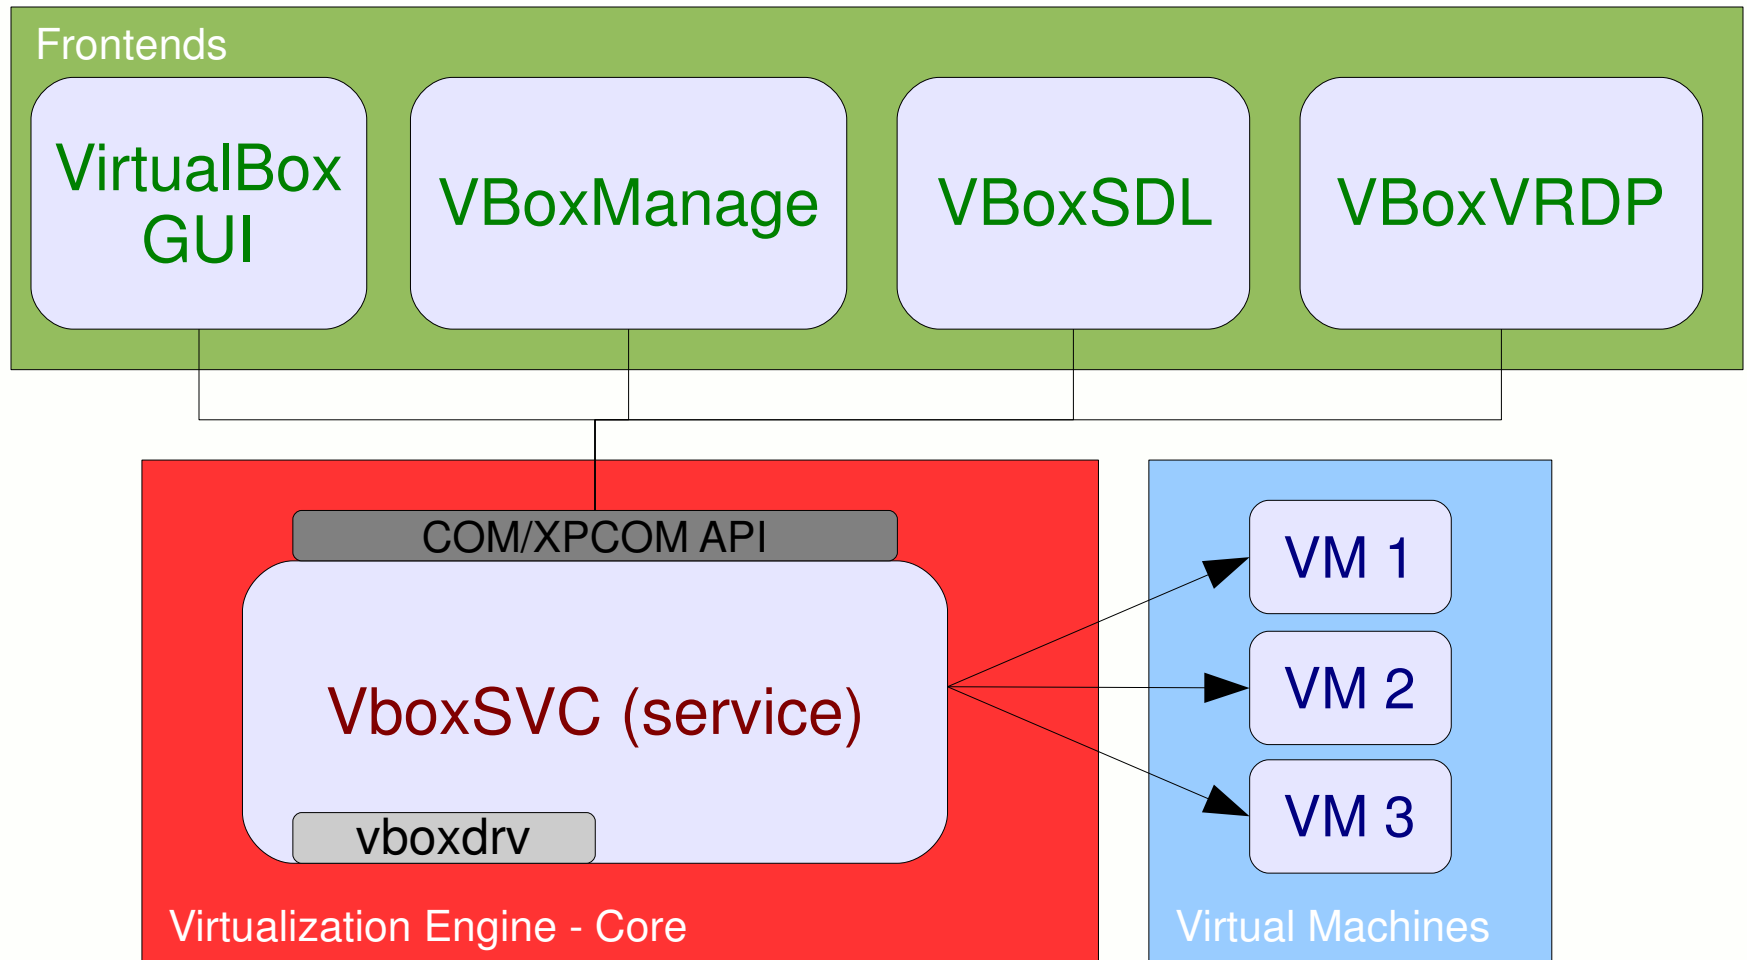 Frontends
VirtualBox
GUI
VBoxManage
VBoxSDL
VBoxVRDP
COM/XPCOM API
VboxSVC (service)
vboxdrv
Virtualization Engine - Core
VM 1
VM 2
VM 3
Virtual Machines